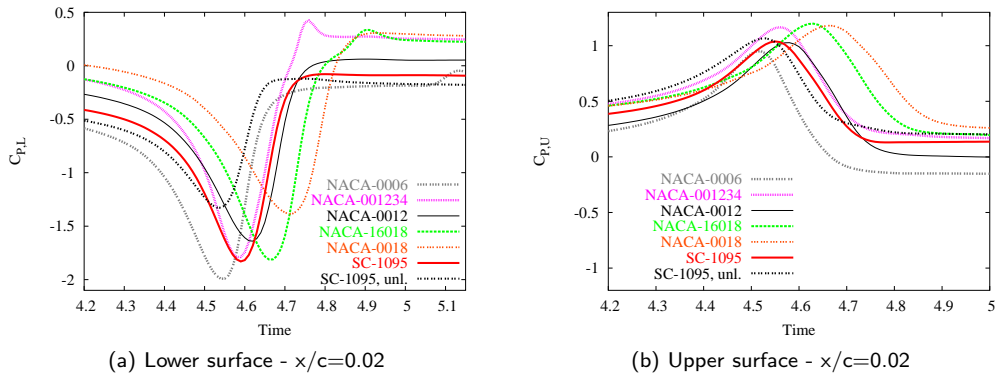 0.5
0
-0.5
-1
-1.5
-2
C_P,L
NACA-0006
NACA-001234
NACA-0012
NACA-16018
NACA-0018
SC-1095
SC-1095, unl.
4.2 4.3 4.4 4.5 4.6 4.7 4.8 4.9 5 5.1
Time
(a) Lower surface - x/c=0.02
1
0.5
0
-0.5
-1
C_P,U
NACA-0006
NACA-001234
NACA-0012
NACA-16018
NACA-0018
SC-1095
SC-1095, unl.
4.2 4.3 4.4 4.5 4.6 4.7 4.8 4.9 5
Time
(b) Upper surface - x/c=0.02